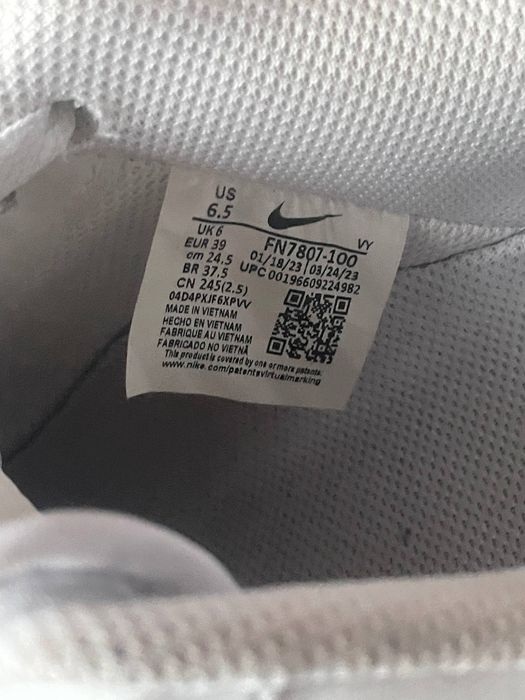 US
6.5
UK 6
EUR 39
cm 24.5
BR 37.5
CN 245(2.5)
04D4PXJF6XPVV
MADE IN VIETNAM
HECHO EN VIETNAM
FABRIQUE AU VIETNAM
FABRICADO NO VIETNÃ
This product is covered by one or more patents:
www.nike.com/patentsvirtualmarking
VY
FN7807-100
01/18/23 | 03/24/23
UPC 00196609224982